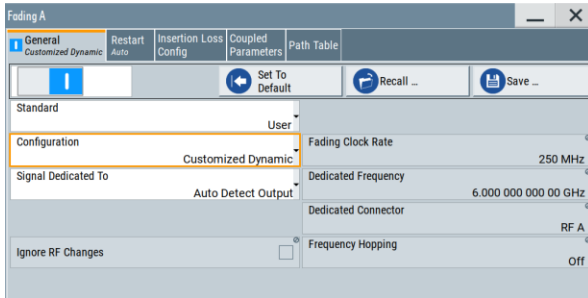 Fading A
General
Customized Dynamic
Restart
Auto
Insertion Loss
Config
Coupled
Parameters
Path Table
Set To
Default
Recall ...
Save ...
Standard
User
Configuration
Customized Dynamic
Fading Clock Rate
250 MHz
Signal Dedicated To
Auto Detect Output
Dedicated Frequency
6.000 000 000 00 GHz
Dedicated Connector
RF A
Ignore RF Changes
Frequency Hopping
Off